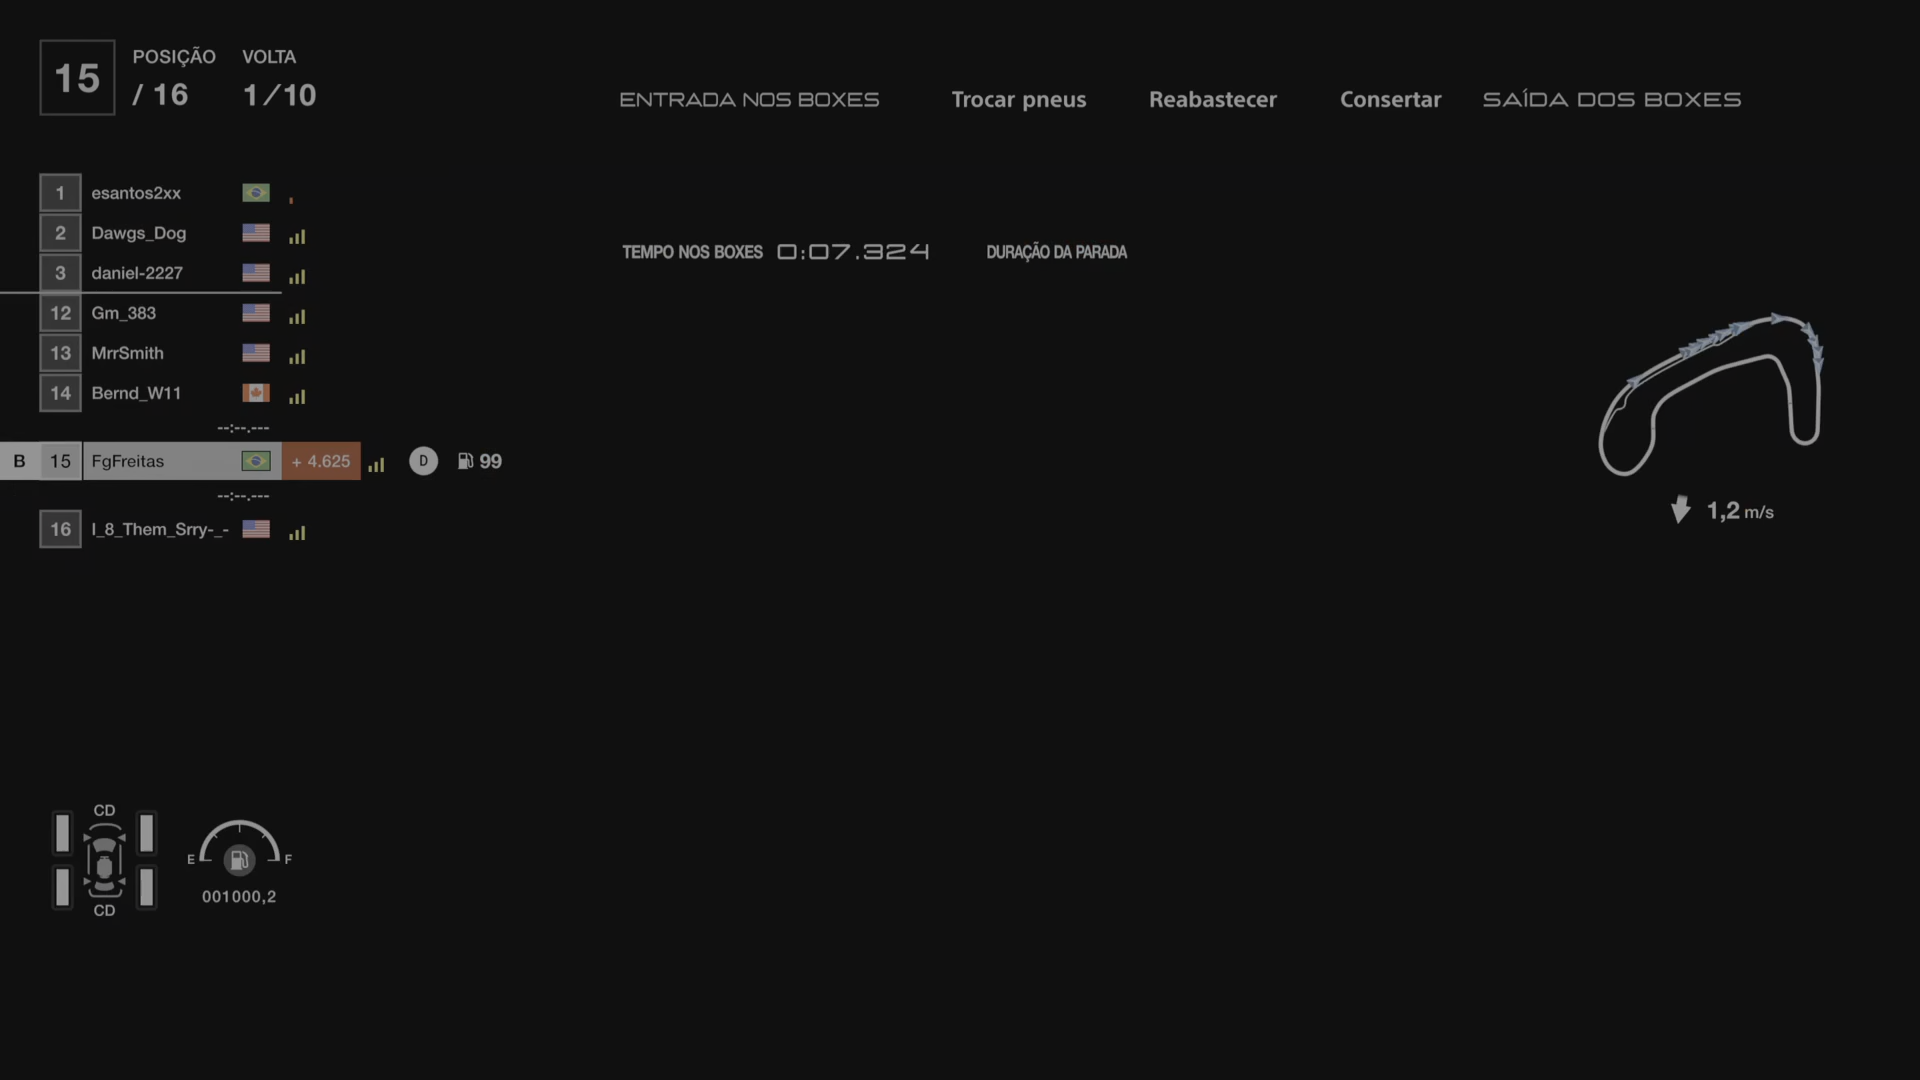 15 POSIÇÃO VOLTA
/ 16 1/10
ENTRADA NOS BOXES Trocar pneus Reabastecer Consertar SAÍDA DOS BOXES
1 esantos2xx
2 Dawgs_Dog
3 daniel-2227
12 Gm_383
13 MrrSmith
14 Bernd_W11
--:--.---
B 15 FgFreitas + 4.625 D 99
--:--.---
16 I_8_Them_Srry-_-
TEMPO NOS BOXES 0:07.324 DURAÇÃO DA PARADA
1,2 m/s
CD
E F
001000,2
CD